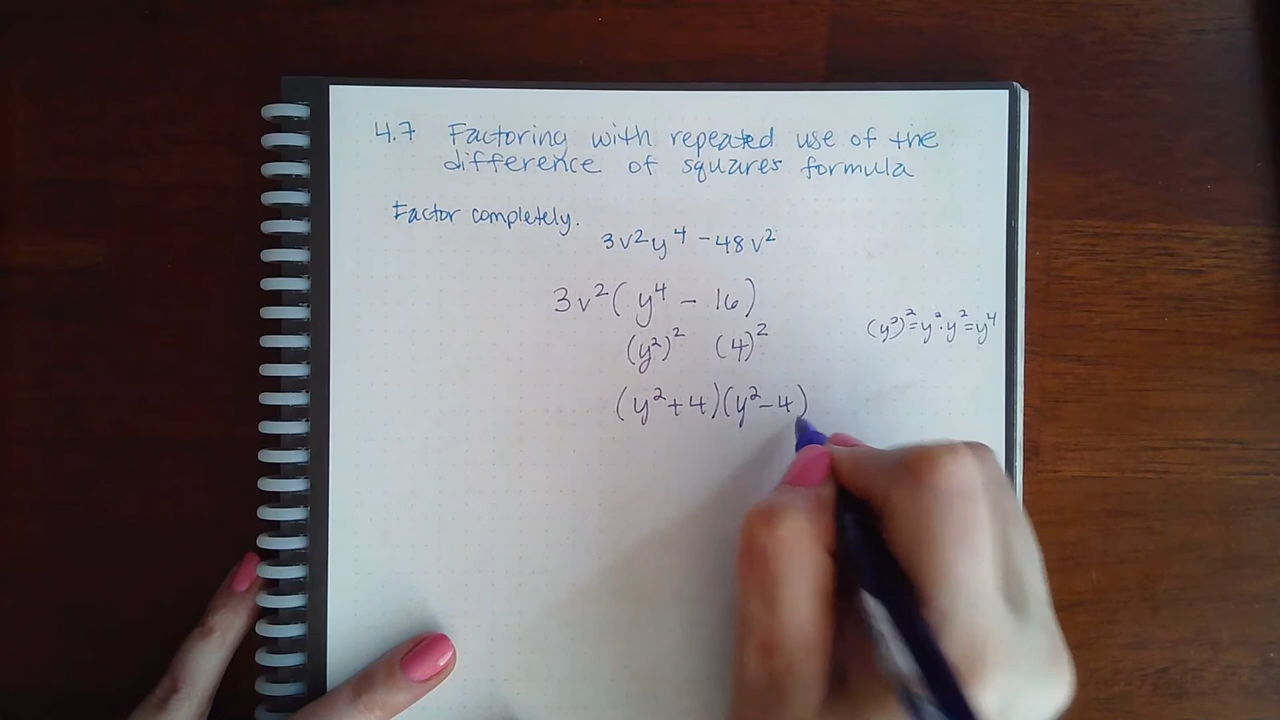 4.7 Factoring with repeated use of the
difference of squares formula
Factor completely.
3v²y⁴ - 48v²
3v²(y⁴ - 16)
(y²)² (4)²
(y²)² = y²·y² = y⁴
(y²+4)(y²-4)